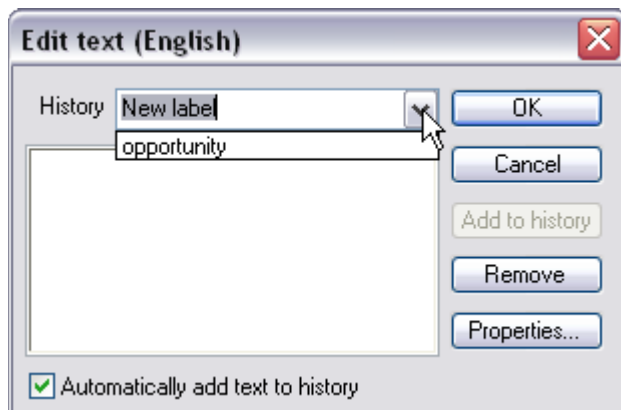 Edit text (English)
History New label OK
opportunity
Cancel
Add to history
Remove
Properties...
Automatically add text to history